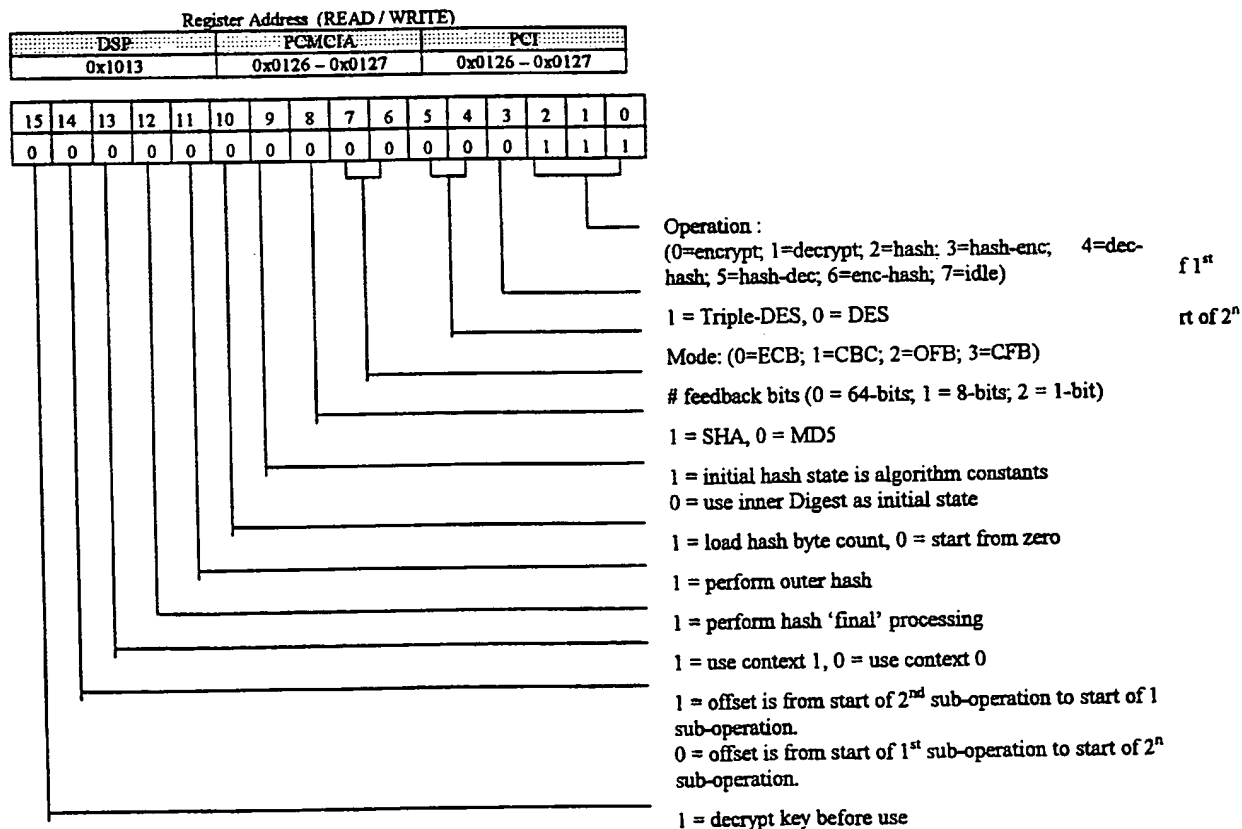 Register Address (READ / WRITE)
DSP PCMCIA PCI
0x1013 0x0126 – 0x0127 0x0126 – 0x0127
15 14 13 12 11 10 9 8 7 6 5 4 3 2 1 0
0 0 0 0 0 0 0 0 0 0 0 0 0 1 1 1
Operation :
(0=encrypt; 1=decrypt; 2=hash; 3=hash-enc; 4=dec-
hash; 5=hash-dec; 6=enc-hash; 7=idle)
f 1st
1 = Triple-DES, 0 = DES
rt of 2n
Mode: (0=ECB; 1=CBC; 2=OFB; 3=CFB)
# feedback bits (0 = 64-bits; 1 = 8-bits; 2 = 1-bit)
1 = SHA, 0 = MD5
1 = initial hash state is algorithm constants
0 = use inner Digest as initial state
1 = load hash byte count, 0 = start from zero
1 = perform outer hash
1 = perform hash ‘final’ processing
1 = use context 1, 0 = use context 0
1 = offset is from start of 2nd sub-operation to start of 1
sub-operation.
0 = offset is from start of 1st sub-operation to start of 2n
sub-operation.
1 = decrypt key before use